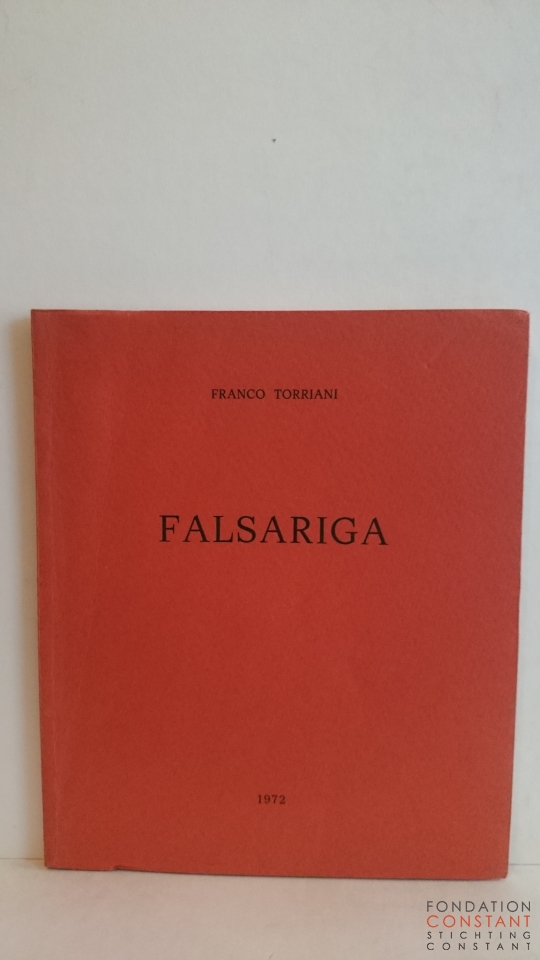 FRANCO TORRIANI
FALSARIGA
1972
FONDATION
CONSTANT
STICHTING
CONSTANT